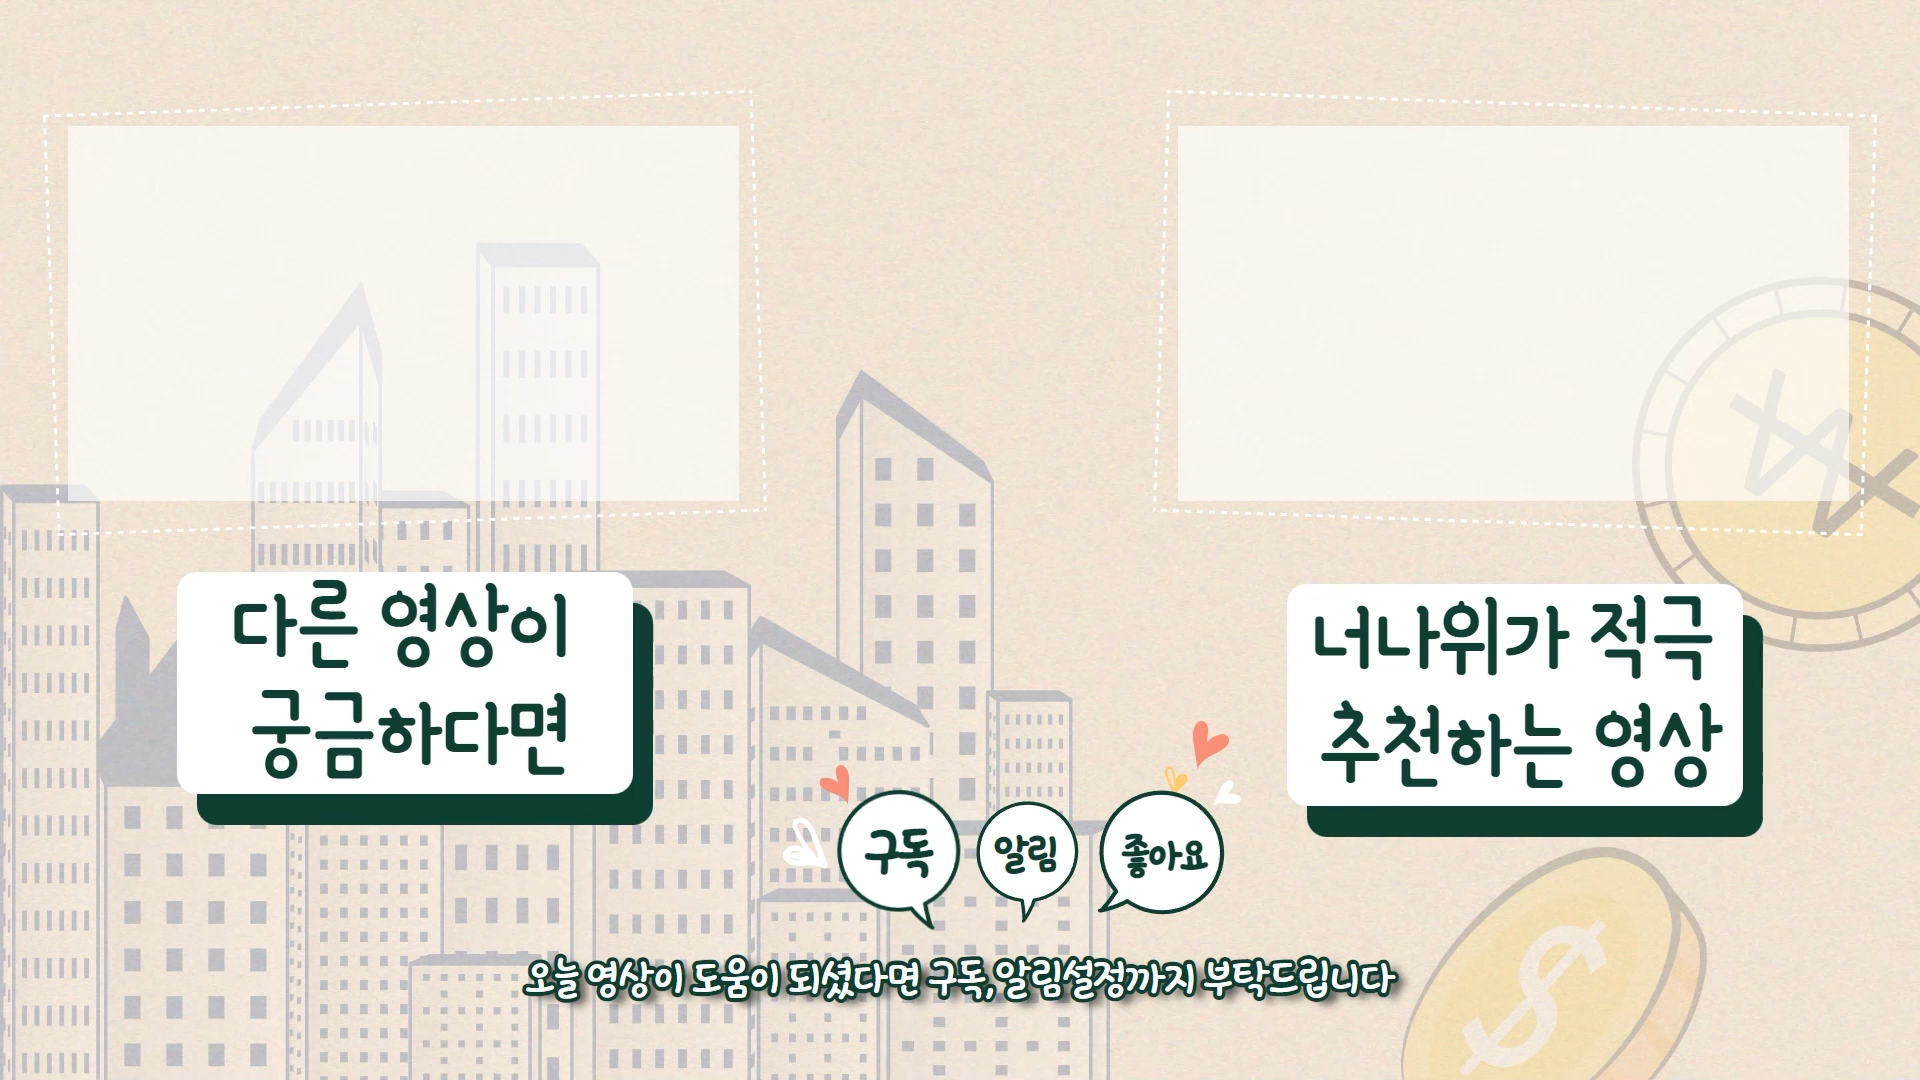 다른 영상이
궁금하다면
너나위가 적극
추천하는 영상
구독
알림
좋아요
오늘 영상이 도움이 되셨다면 구독, 알림설정까지 부탁드립니다